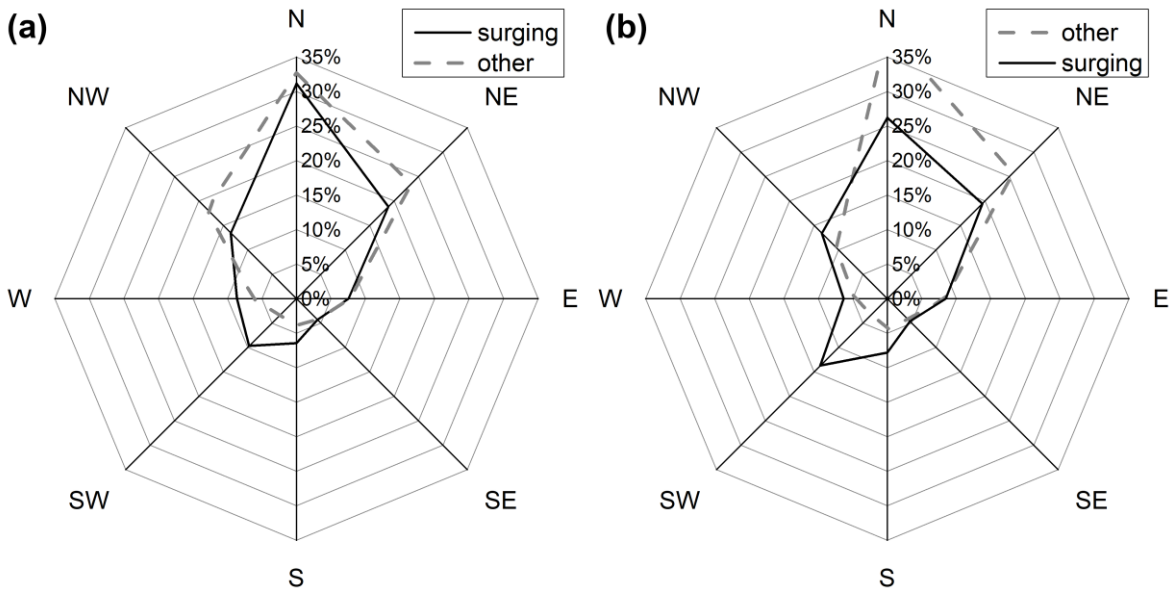 (a)
N
surging
other
NW
NE
35%
30%
25%
20%
15%
10%
5%
0%
W
E
SW
SE
S
(b)
N
other
surging
NW
NE
35%
30%
25%
20%
15%
10%
5%
0%
W
E
SW
SE
S